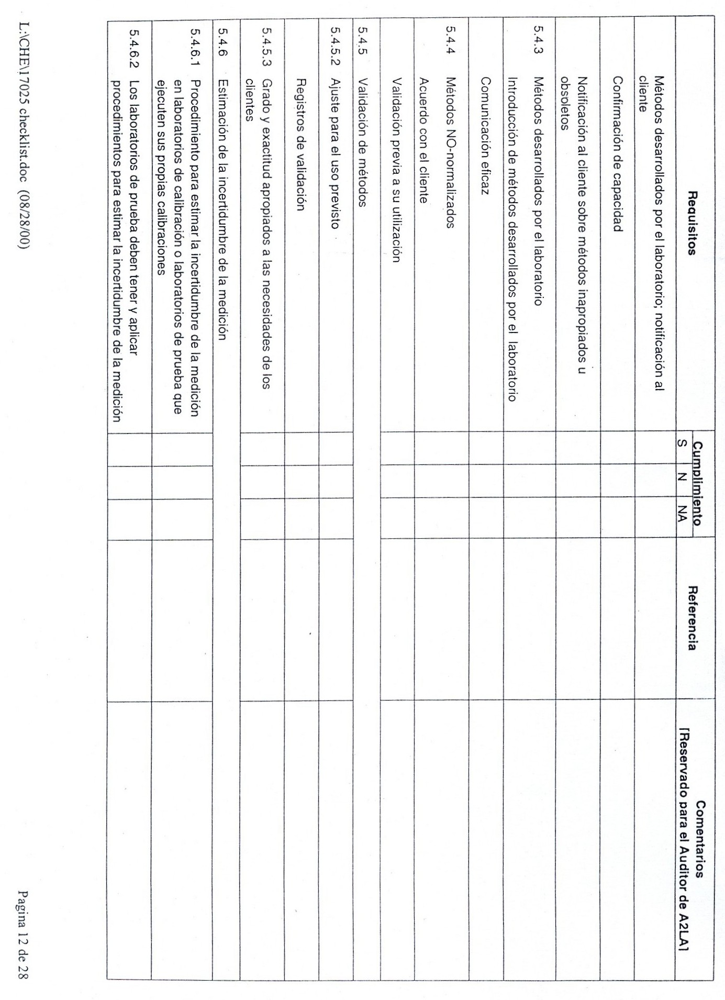 Requisitos
Cumplimiento
Referencia
Comentarios
S
N
NA
[Reservado para el Auditor de A2LA]
Métodos desarrollados por el laboratorio; notificación al
cliente
Confirmación de capacidad
Notificación al cliente sobre métodos inapropiados u
obsoletos
5.4.3 Métodos desarrollados por el laboratorio
Introducción de métodos desarrollados por el laboratorio
Comunicación eficaz
5.4.4 Métodos NO-normalizados
Acuerdo con el cliente
Validación previa a su utilización
5.4.5 Validación de métodos
5.4.5.2 Ajuste para el uso previsto
Registros de validación
5.4.5.3 Grado y exactitud apropiados a las necesidades de los
clientes
5.4.6 Estimación de la incertidumbre de la medición
5.4.6.1 Procedimiento para estimar la incertidumbre de la medición
en laboratorios de calibración o laboratorios de prueba que
ejecuten sus propias calibraciones
5.4.6.2 Los laboratorios de prueba deben tener y aplicar
procedimientos para estimar la incertidumbre de la medición
L:\CHE\17025 checklist.doc (08/28/00)
Pagina 12 de 28